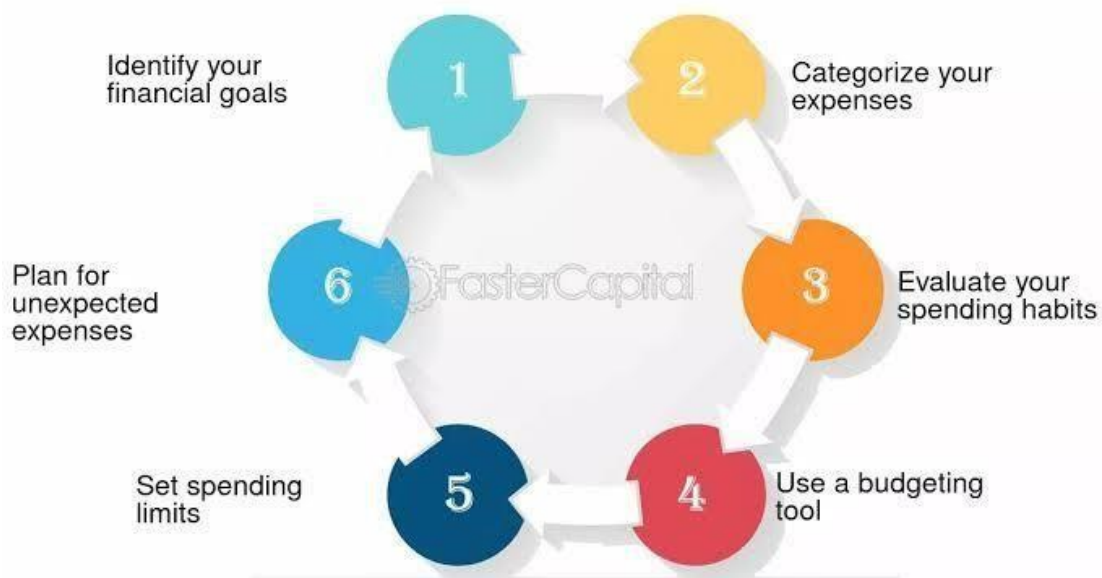 1
Identify your
financial goals
2
Categorize your
expenses
3
Evaluate your
spending habits
4
Use a budgeting
tool
5
Set spending
limits
6
Plan for
unexpected
expenses
FasterCapital